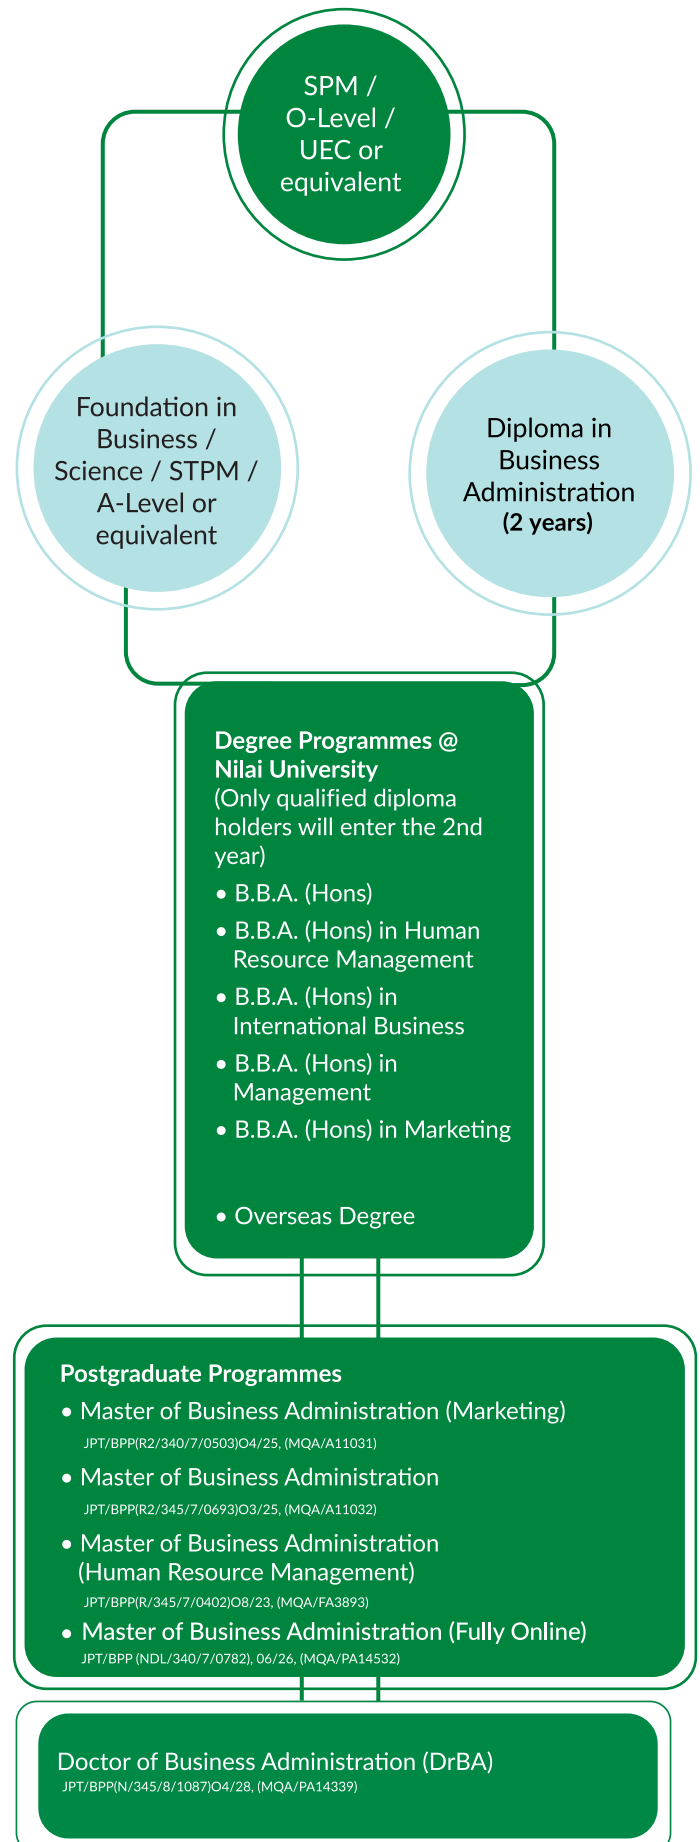 SPM /
O-Level /
UEC or
equivalent
Foundation in
Business /
Science / STPM /
A-Level or
equivalent
Diploma in
Business
Administration
(2 years)
Degree Programmes @
Nilai University
(Only qualified diploma
holders will enter the 2nd
year)
• B.B.A. (Hons)
• B.B.A. (Hons) in Human
Resource Management
• B.B.A. (Hons) in
International Business
• B.B.A. (Hons) in
Management
• B.B.A. (Hons) in Marketing
• Overseas Degree
Postgraduate Programmes
• Master of Business Administration (Marketing)
JPT/BPP(R2/340/7/0503)O4/25, (MQA/A11031)
• Master of Business Administration
JPT/BPP(R2/345/7/0693)O3/25, (MQA/A11032)
• Master of Business Administration
(Human Resource Management)
JPT/BPP(R/345/7/0402)O8/23, (MQA/FA3893)
• Master of Business Administration (Fully Online)
JPT/BPP (NDL/340/7/0782), 06/26, (MQA/PA14532)
Doctor of Business Administration (DrBA)
JPT/BPP(N/345/8/1087)O4/28, (MQA/PA14339)